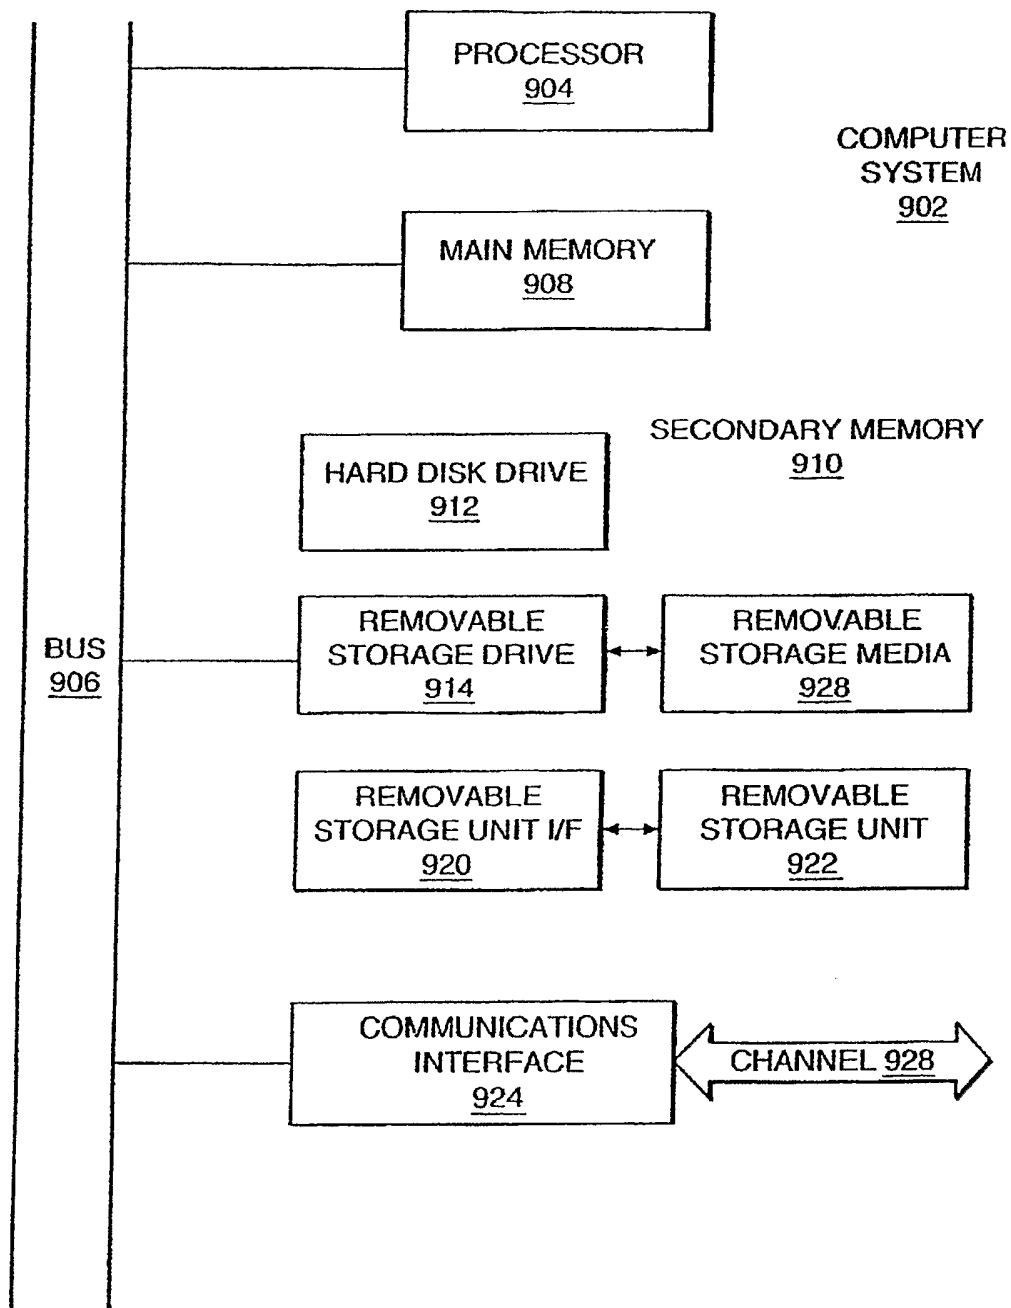 PROCESSOR
904
COMPUTER
SYSTEM
902
MAIN MEMORY
908
SECONDARY MEMORY
910
HARD DISK DRIVE
912
BUS
906
REMOVABLE
STORAGE DRIVE
914
REMOVABLE
STORAGE MEDIA
928
REMOVABLE
STORAGE UNIT I/F
920
REMOVABLE
STORAGE UNIT
922
COMMUNICATIONS
INTERFACE
924
CHANNEL 928